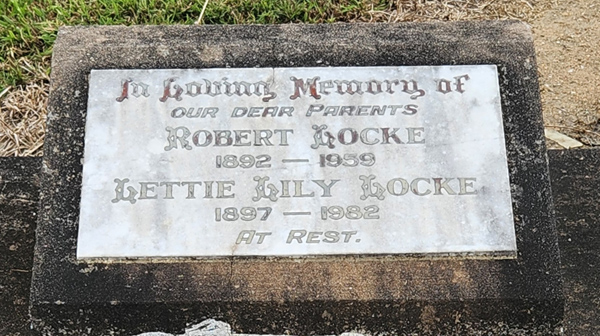 In Loving Memory of
OUR DEAR PARENTS
ROBERT LOCKE
1892 — 1959
LETTIE LILY LOCKE
1897 — 1982
AT REST.